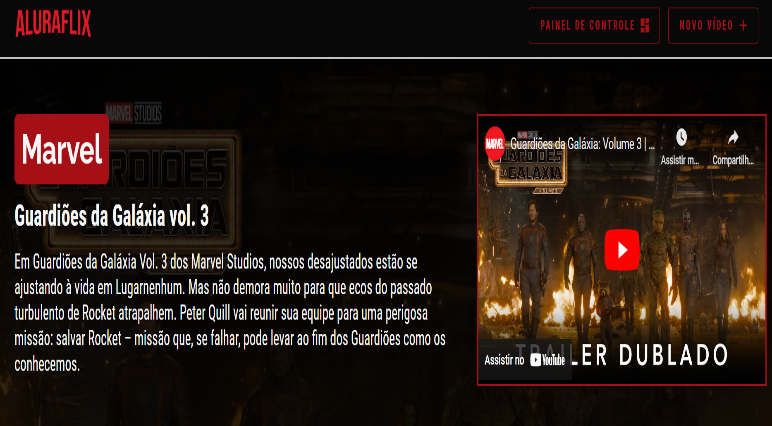 ALURAFLIX
PAINEL DE CONTROLE
NOVO VÍDEO +
MARVEL STUDIOS
GUARDIÕES
DA GALÁXIA
Marvel
Guardiões da Galáxia vol. 3
Em Guardiões da Galáxia Vol. 3 dos Marvel Studios, nossos desajustados estão se
ajustando à vida em Lugarnenhum. Mas não demora muito para que ecos do passado
turbulento de Rocket atrapalhem. Peter Quill vai reunir sua equipe para uma perigosa
missão: salvar Rocket – missão que, se falhar, pode levar ao fim dos Guardiões como os
conhecemos.
MARVEL
Guardiões da Galáxia: Volume 3 | ...
Assistir m...
Compartilh...
GUARDIÕES
DA GALÁXIA
TRAILER DUBLADO
Assistir no YouTube